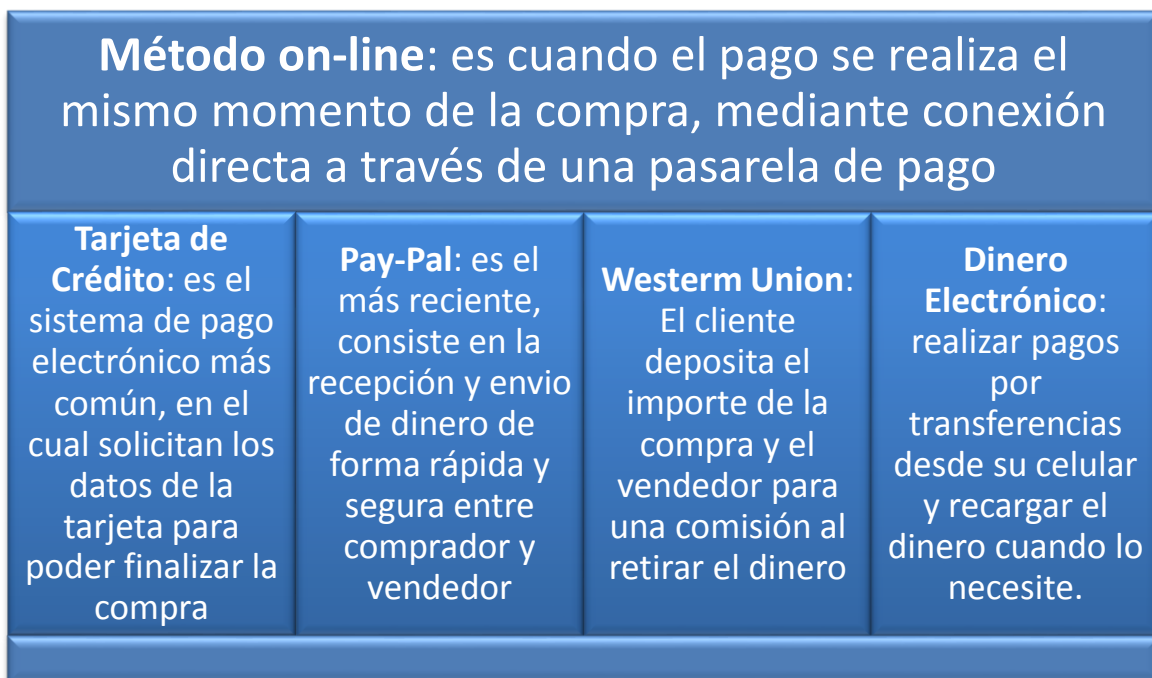 Método on-line: es cuando el pago se realiza el
mismo momento de la compra, mediante conexión
directa a través de una pasarela de pago
Tarjeta de
Crédito: es el
sistema de pago
electrónico más
común, en el
cual solicitan los
datos de la
tarjeta para
poder finalizar la
compra
Pay-Pal: es el
más reciente,
consiste en la
recepción y envio
de dinero de
forma rápida y
segura entre
comprador y
vendedor
Westerm Union:
El cliente
deposita el
importe de la
compra y el
vendedor para
una comisión al
retirar el dinero
Dinero
Electrónico:
realizar pagos
por
transferencias
desde su celular
y recargar el
dinero cuando lo
necesite.